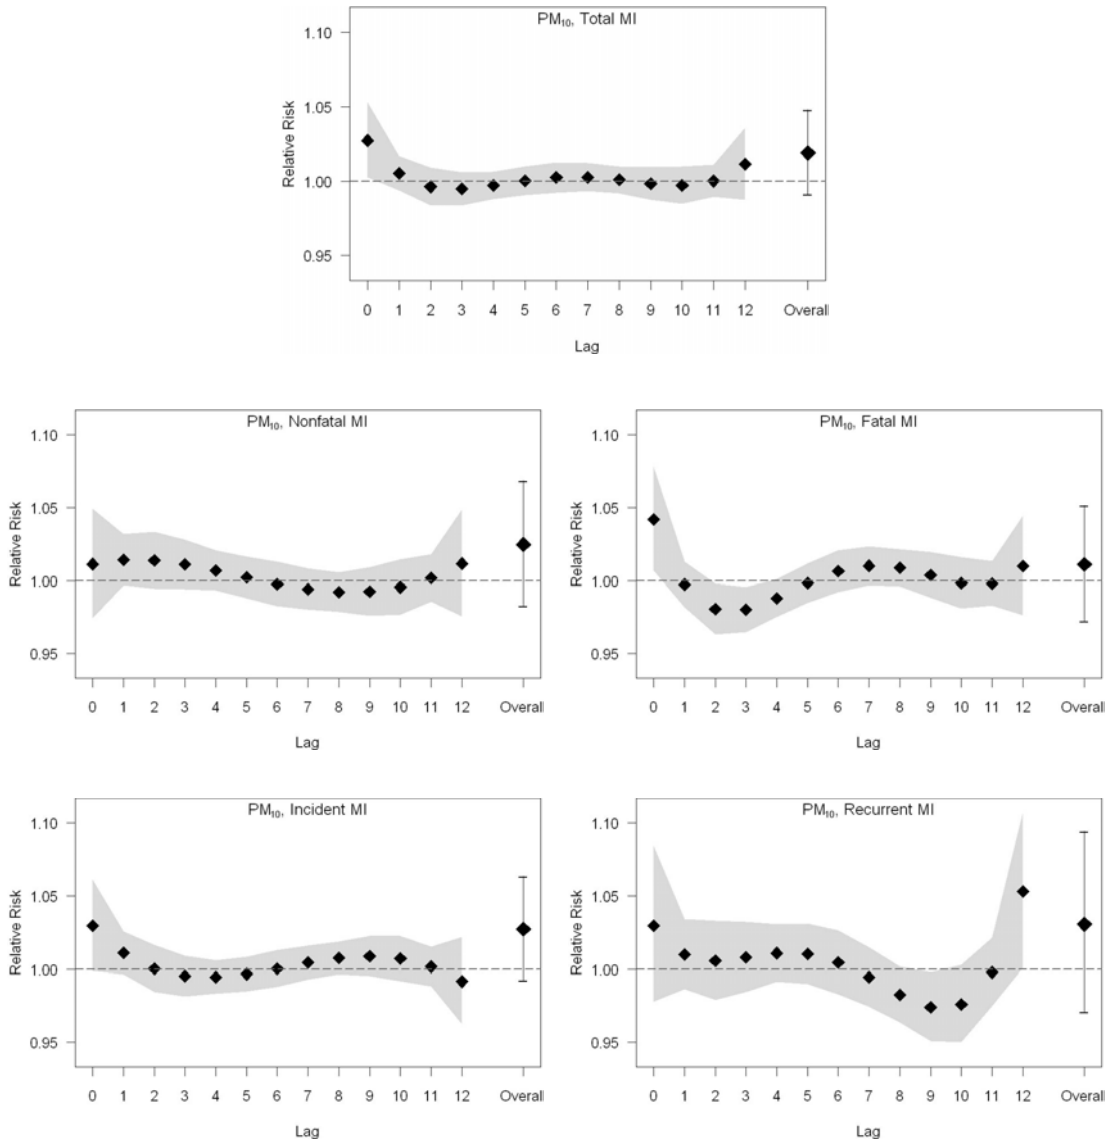 PM₁₀, Total MI
Relative Risk
1.10
1.05
1.00
0.95
0 1 2 3 4 5 6 7 8 9 10 11 12 Overall
Lag
PM₁₀, Nonfatal MI
Relative Risk
1.10
1.05
1.00
0.95
0 1 2 3 4 5 6 7 8 9 10 11 12 Overall
Lag
PM₁₀, Fatal MI
Relative Risk
1.10
1.05
1.00
0.95
0 1 2 3 4 5 6 7 8 9 10 11 12 Overall
Lag
PM₁₀, Incident MI
Relative Risk
1.10
1.05
1.00
0.95
0 1 2 3 4 5 6 7 8 9 10 11 12 Overall
Lag
PM₁₀, Recurrent MI
Relative Risk
1.10
1.05
1.00
0.95
0 1 2 3 4 5 6 7 8 9 10 11 12 Overall
Lag